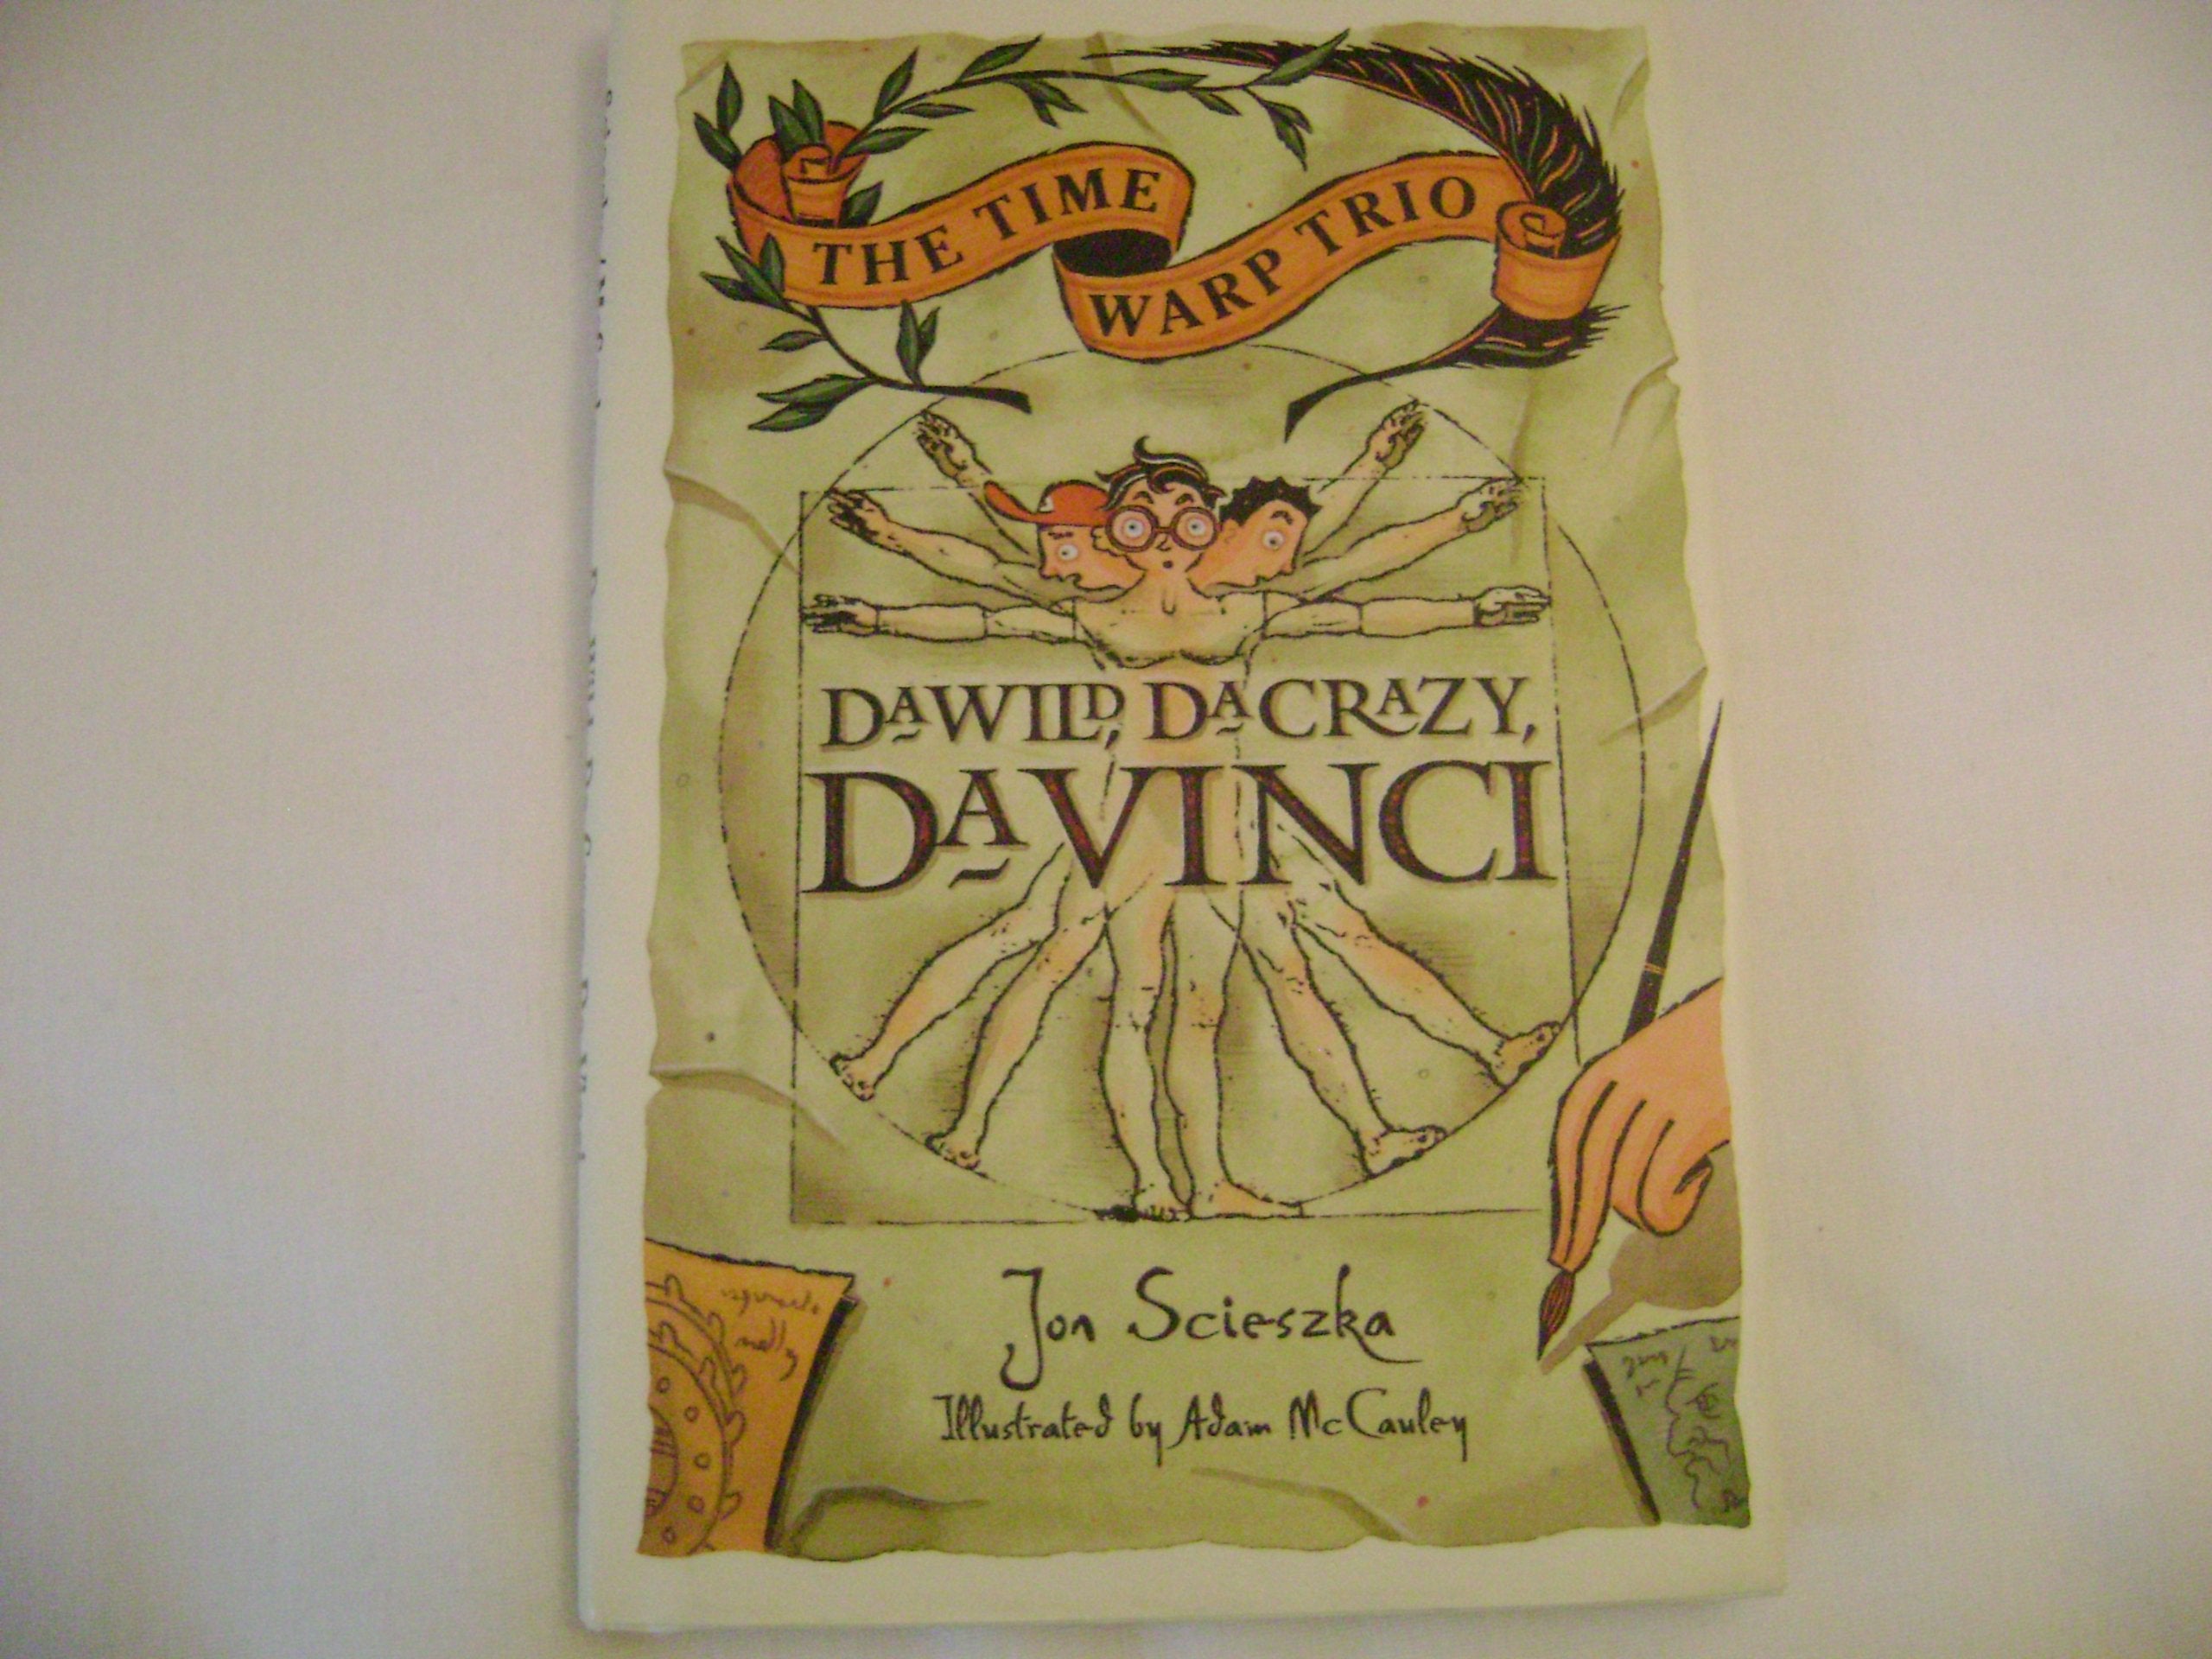 THE TIME
WARP TRIO
DA WILD, DA CRAZY,
DA VINCI
Jon Scieszka
Illustrated by Adam McCauley